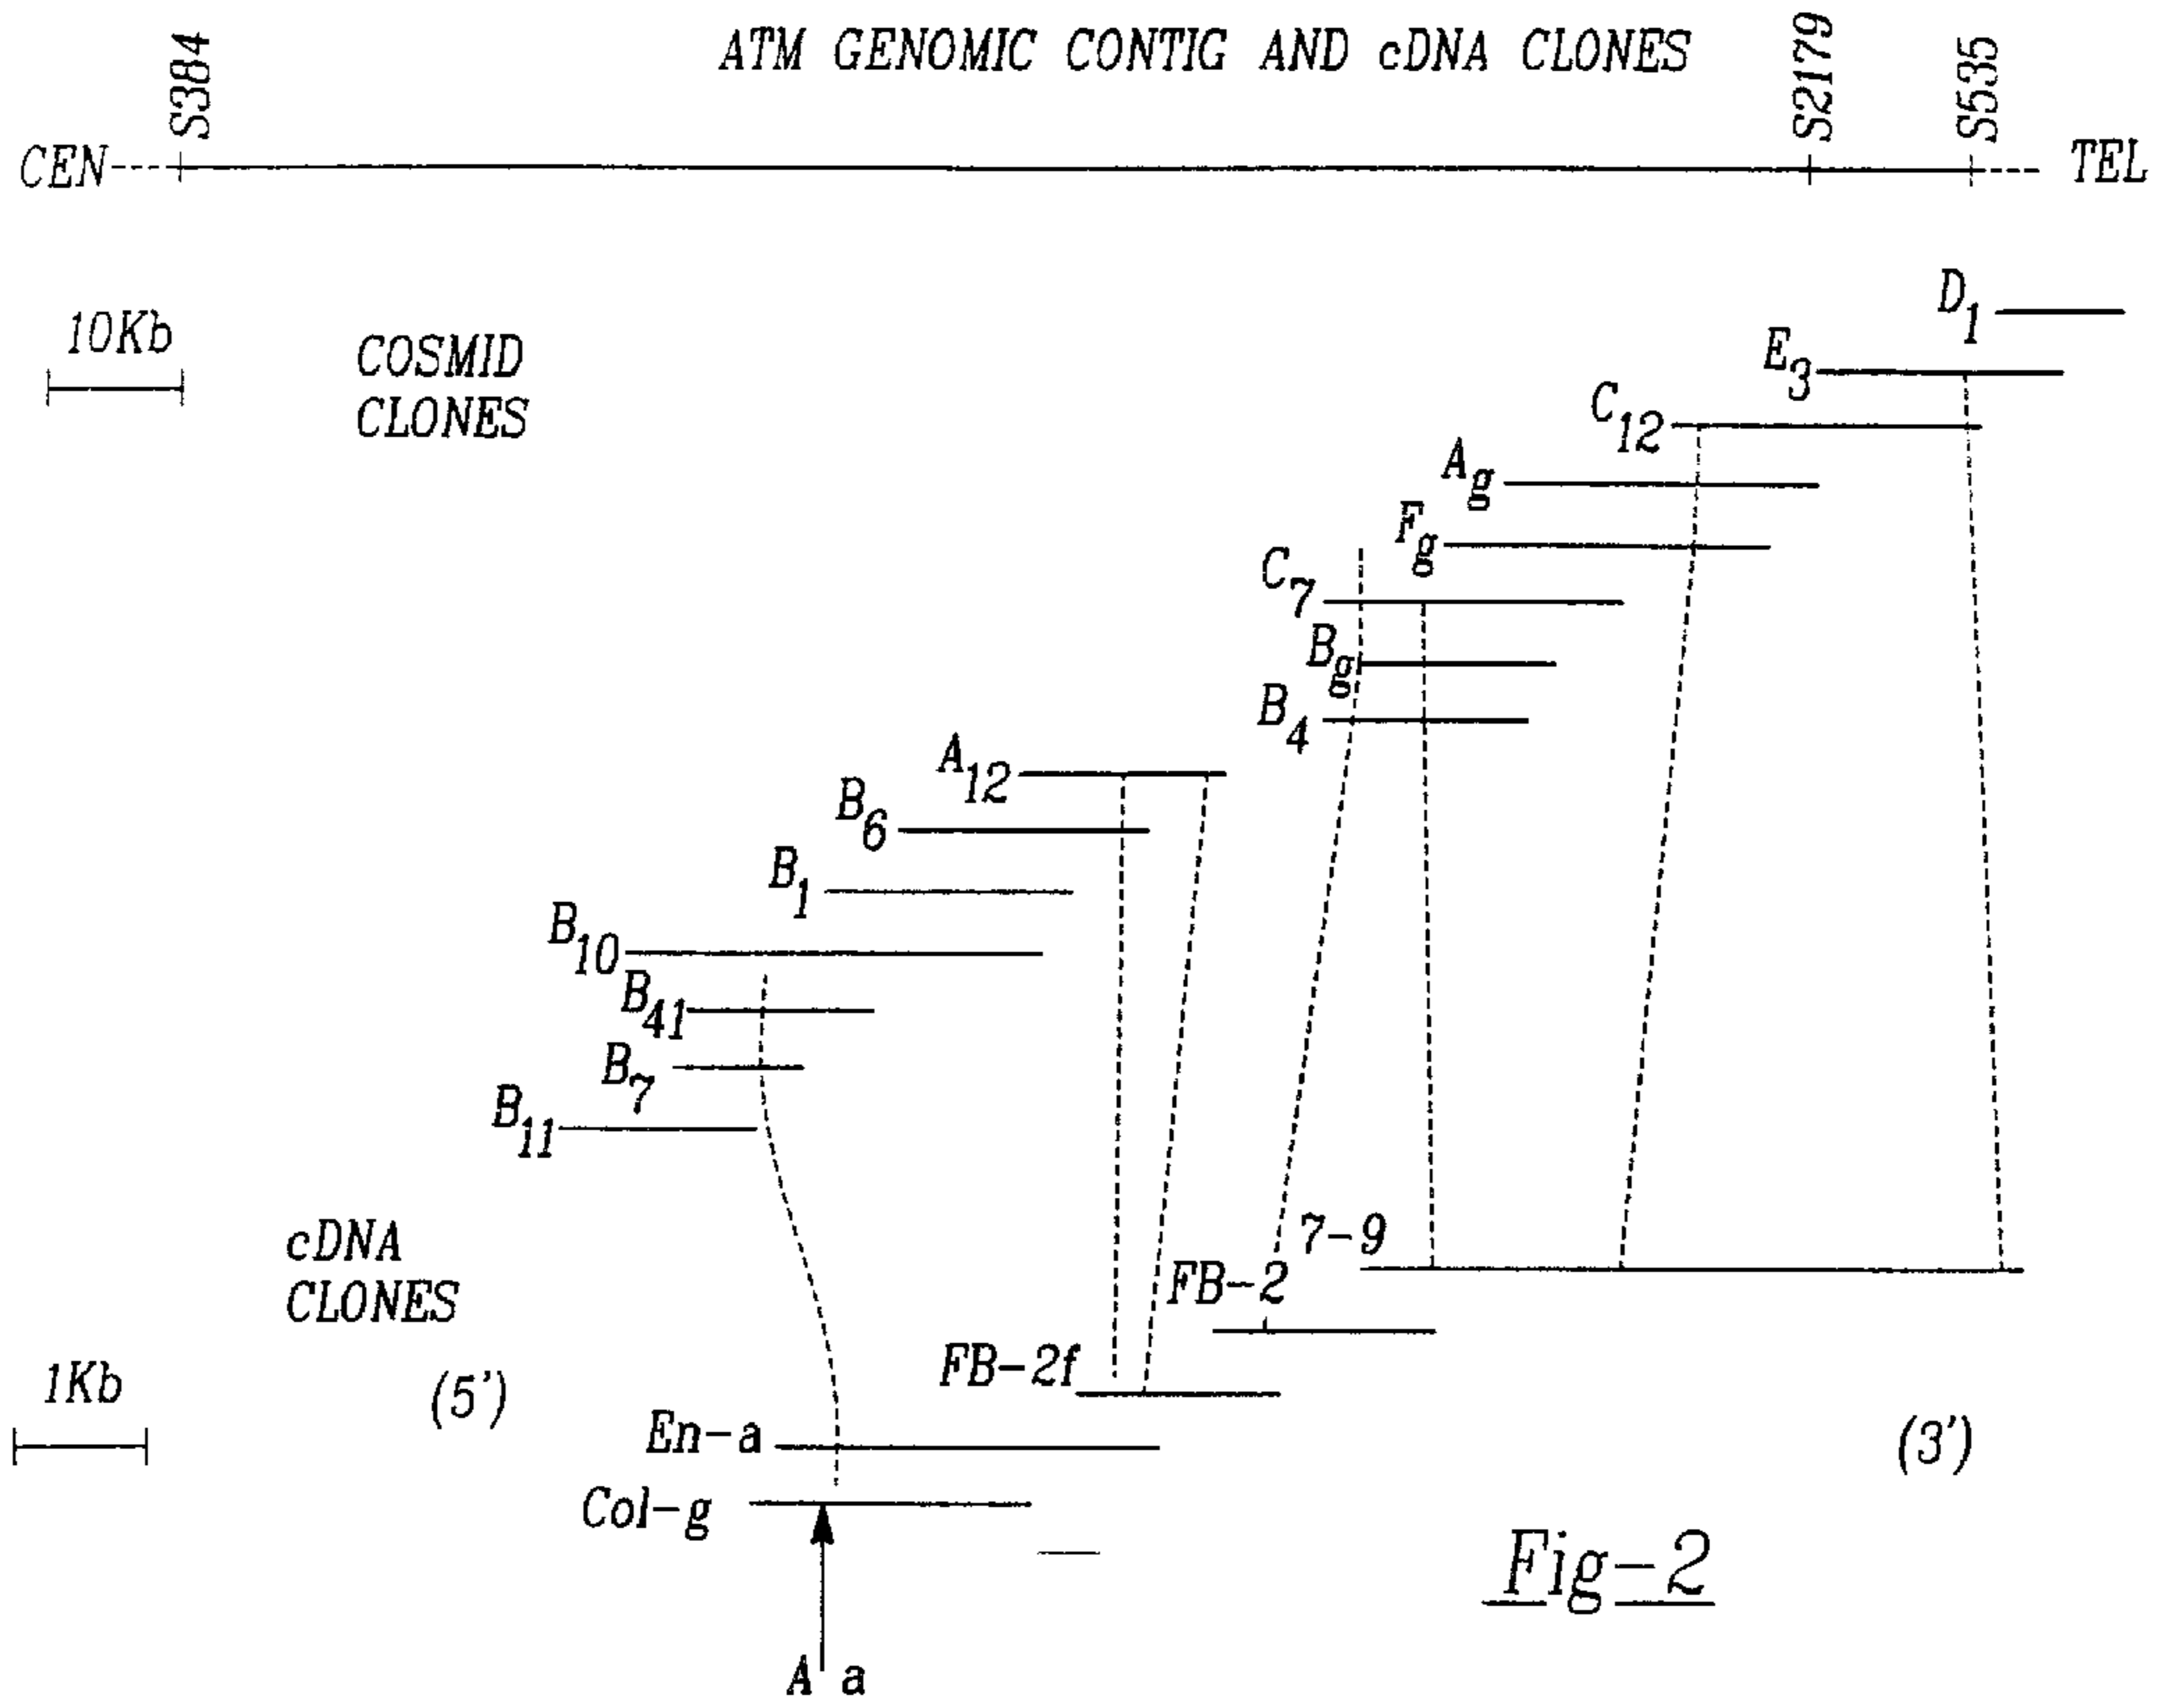 ATM GENOMIC CONTIG AND cDNA CLONES
S384
S2179
S535
CEN
TEL
10Kb
COSMID
CLONES
D1
E3
C12
Ag
Fg
C7
Bg
B4
A12
B6
B1
B10
B41
B7
B11
cDNA
CLONES
7-9
FB-2
FB-2f
1Kb
(5')
(3')
En-a
Col-g
A a
Fig-2